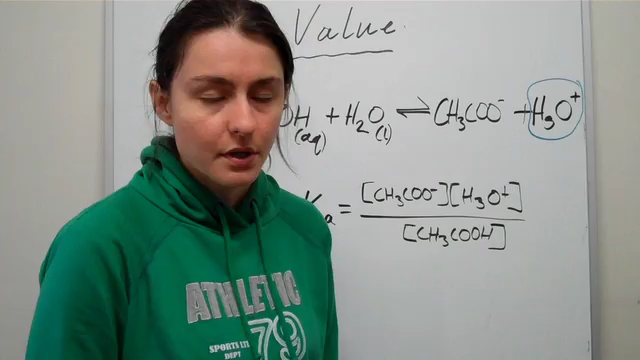 Value.
OH + H₂O ⇌ CH₃COO⁻ + H₃O⁺
(aq) (l)
Ka = [CH₃COO⁻][H₃O⁺]
[CH₃COOH]
ATHLETIC
SPORTS
DEPT